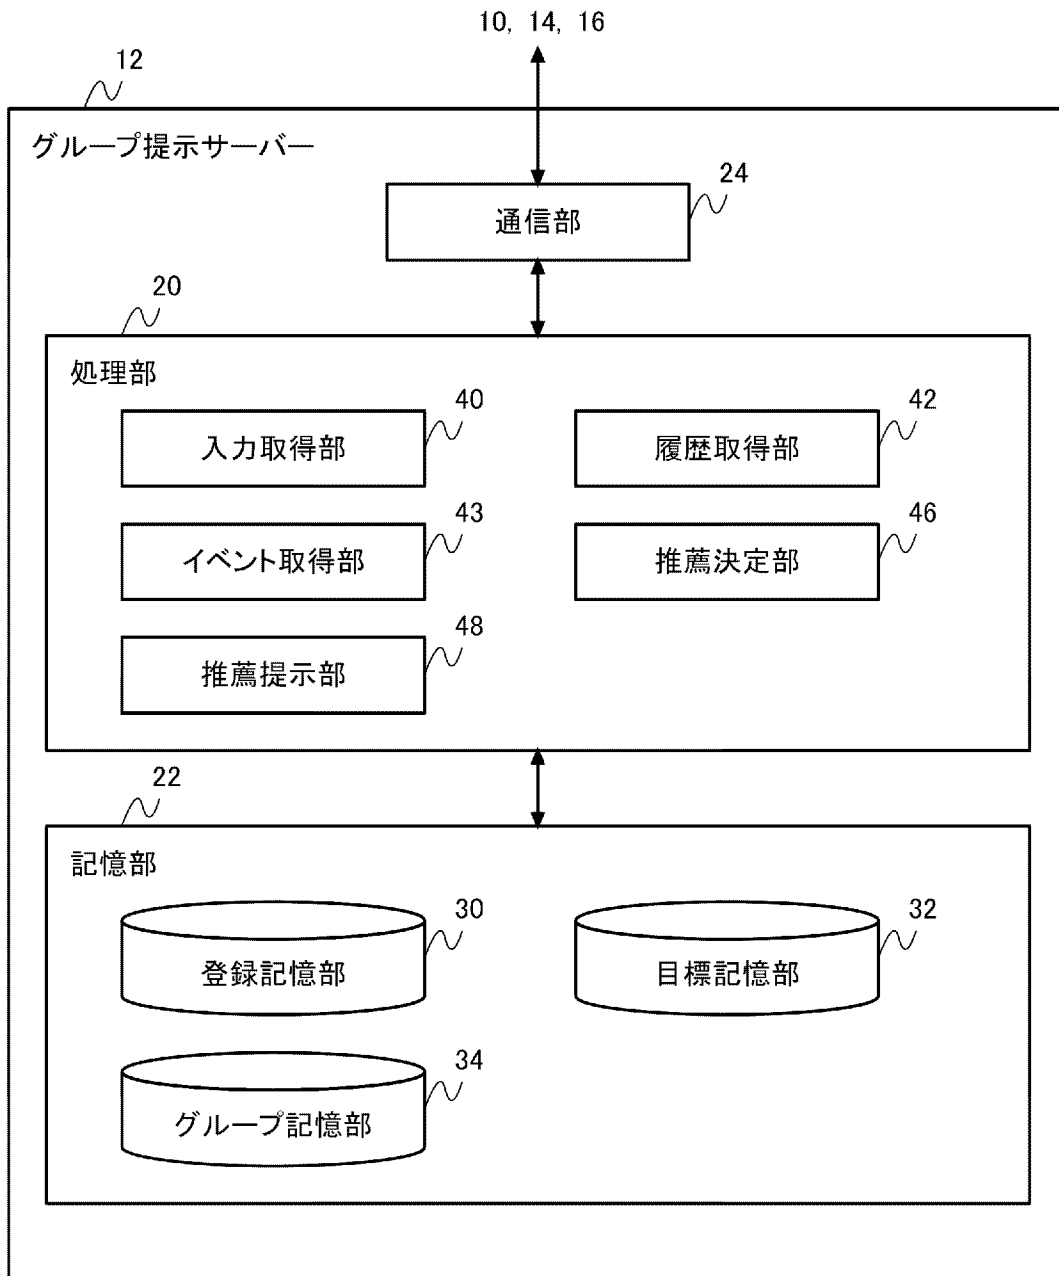 10, 14, 16
12
グループ提示サーバー
24
通信部
20
処理部
40
入力取得部
42
履歴取得部
43
イベント取得部
46
推薦決定部
48
推薦提示部
22
記憶部
30
登録記憶部
32
目標記憶部
34
グループ記憶部